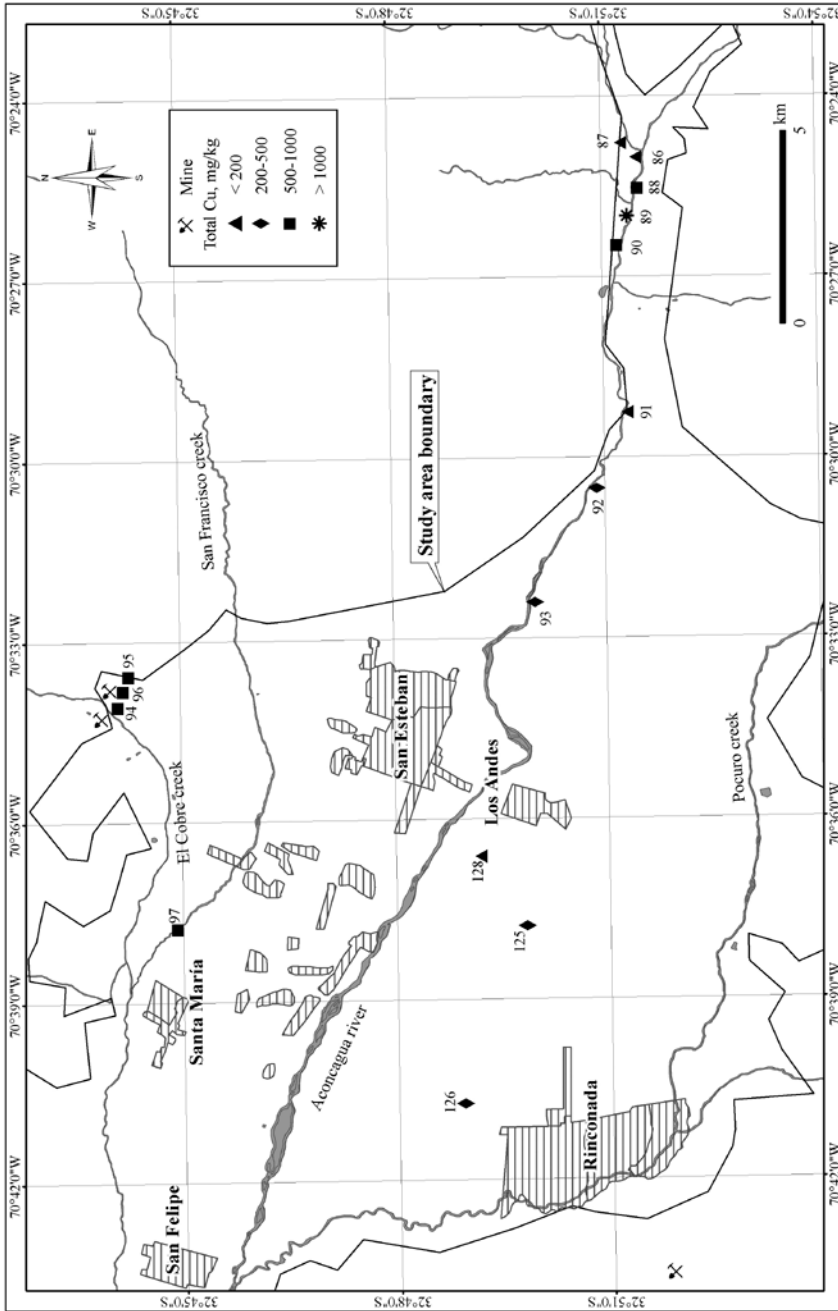 70°42'0"W
70°39'0"W
70°36'0"W
70°33'0"W
70°30'0"W
70°27'0"W
70°24'0"W
32°45'0"S
32°48'0"S
32°51'0"S
32°54'0"S
N
W
E
S
Mine
Total Cu, mg/kg
< 200
200-500
500-1000
> 1000
San Francisco creek
El Cobre creek
94
96
95
97
Santa María
San Felipe
Study area boundary
San Esteban
Los Andes
Aconcagua river
128
125
126
93
92
91
90
89
88
86
87
Rinconada
Pocuro creek
0
5
km
32°45'0"S
32°48'0"S
32°51'0"S
70°42'0"W
70°39'0"W
70°36'0"W
70°33'0"W
70°30'0"W
70°27'0"W
70°24'0"W